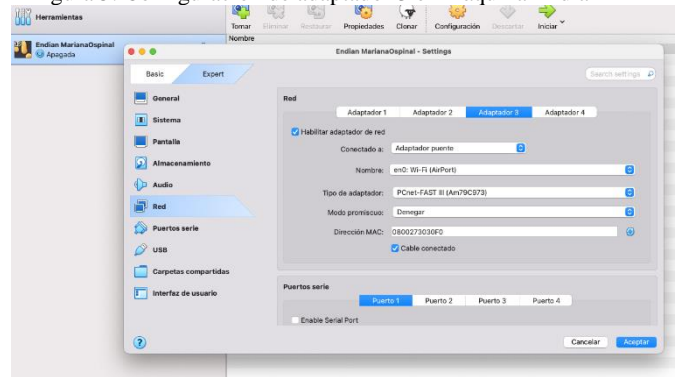 Herramientas
Tomar Eliminar Restaurar Propiedades Clonar Configuración Descartar Iniciar
Nombre
Endian MarianaOspinal
Apagada
Endian MarianaOspinal - Settings
Basic Expert
Search settings
General
Sistema
Pantalla
Almacenamiento
Audio
Red
Puertos serie
USB
Carpetas compartidas
Interfaz de usuario
Red
Adaptador 1 Adaptador 2 Adaptador 3 Adaptador 4
Habilitar adaptador de red
Conectado a: Adaptador puente
Nombre: en0: Wi-Fi (AirPort)
Tipo de adaptador: PCnet-FAST III (Am79C973)
Modo promiscuo: Denegar
Dirección MAC: 0800273030F0
Cable conectado
Puertos serie
Puerto 1 Puerto 2 Puerto 3 Puerto 4
Enable Serial Port
Cancelar Aceptar